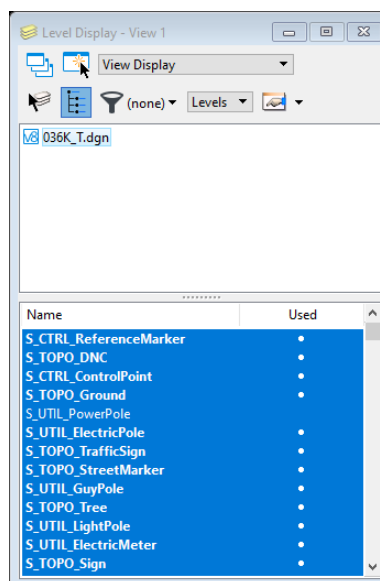 Level Display - View 1
View Display
(none) Levels
V8 036K_T.dgn
Name Used
S_CTRL_ReferenceMarker
S_TOPO_DNC
S_CTRL_ControlPoint
S_TOPO_Ground
S_UTIL_PowerPole
S_UTIL_ElectricPole
S_TOPO_TrafficSign
S_TOPO_StreetMarker
S_UTIL_GuyPole
S_TOPO_Tree
S_UTIL_LightPole
S_UTIL_ElectricMeter
S_TOPO_Sign